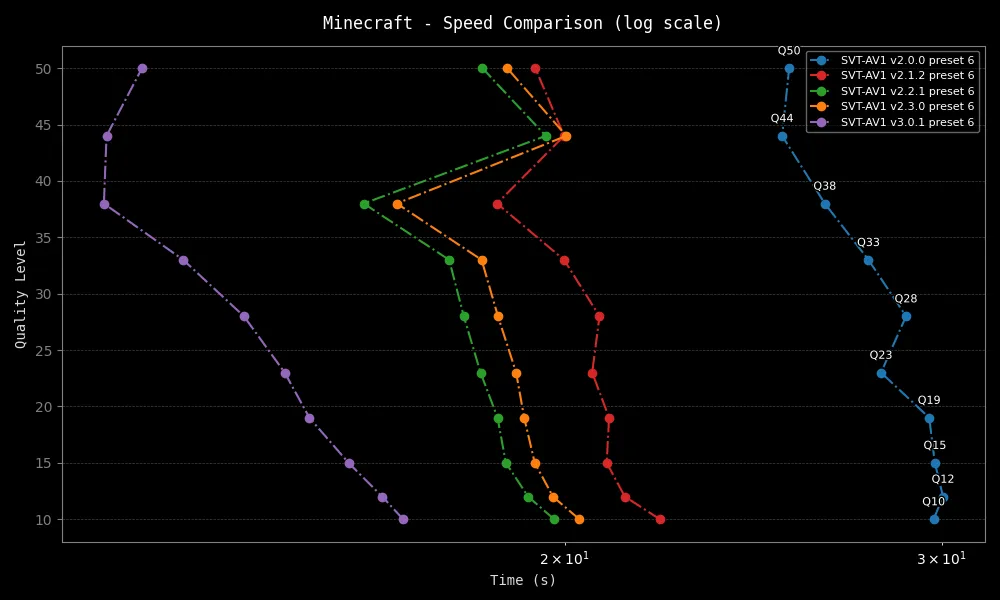 Minecraft - Speed Comparison (log scale)
Q50
SVT-AV1 v2.0.0 preset 6
SVT-AV1 v2.1.2 preset 6
SVT-AV1 v2.2.1 preset 6
SVT-AV1 v2.3.0 preset 6
SVT-AV1 v3.0.1 preset 6
50
45
40
35
30
25
20
15
10
Quality Level
Q44
Q38
Q33
Q28
Q23
Q19
Q15
Q12
Q10
2 × 10¹
3 × 10¹
Time (s)